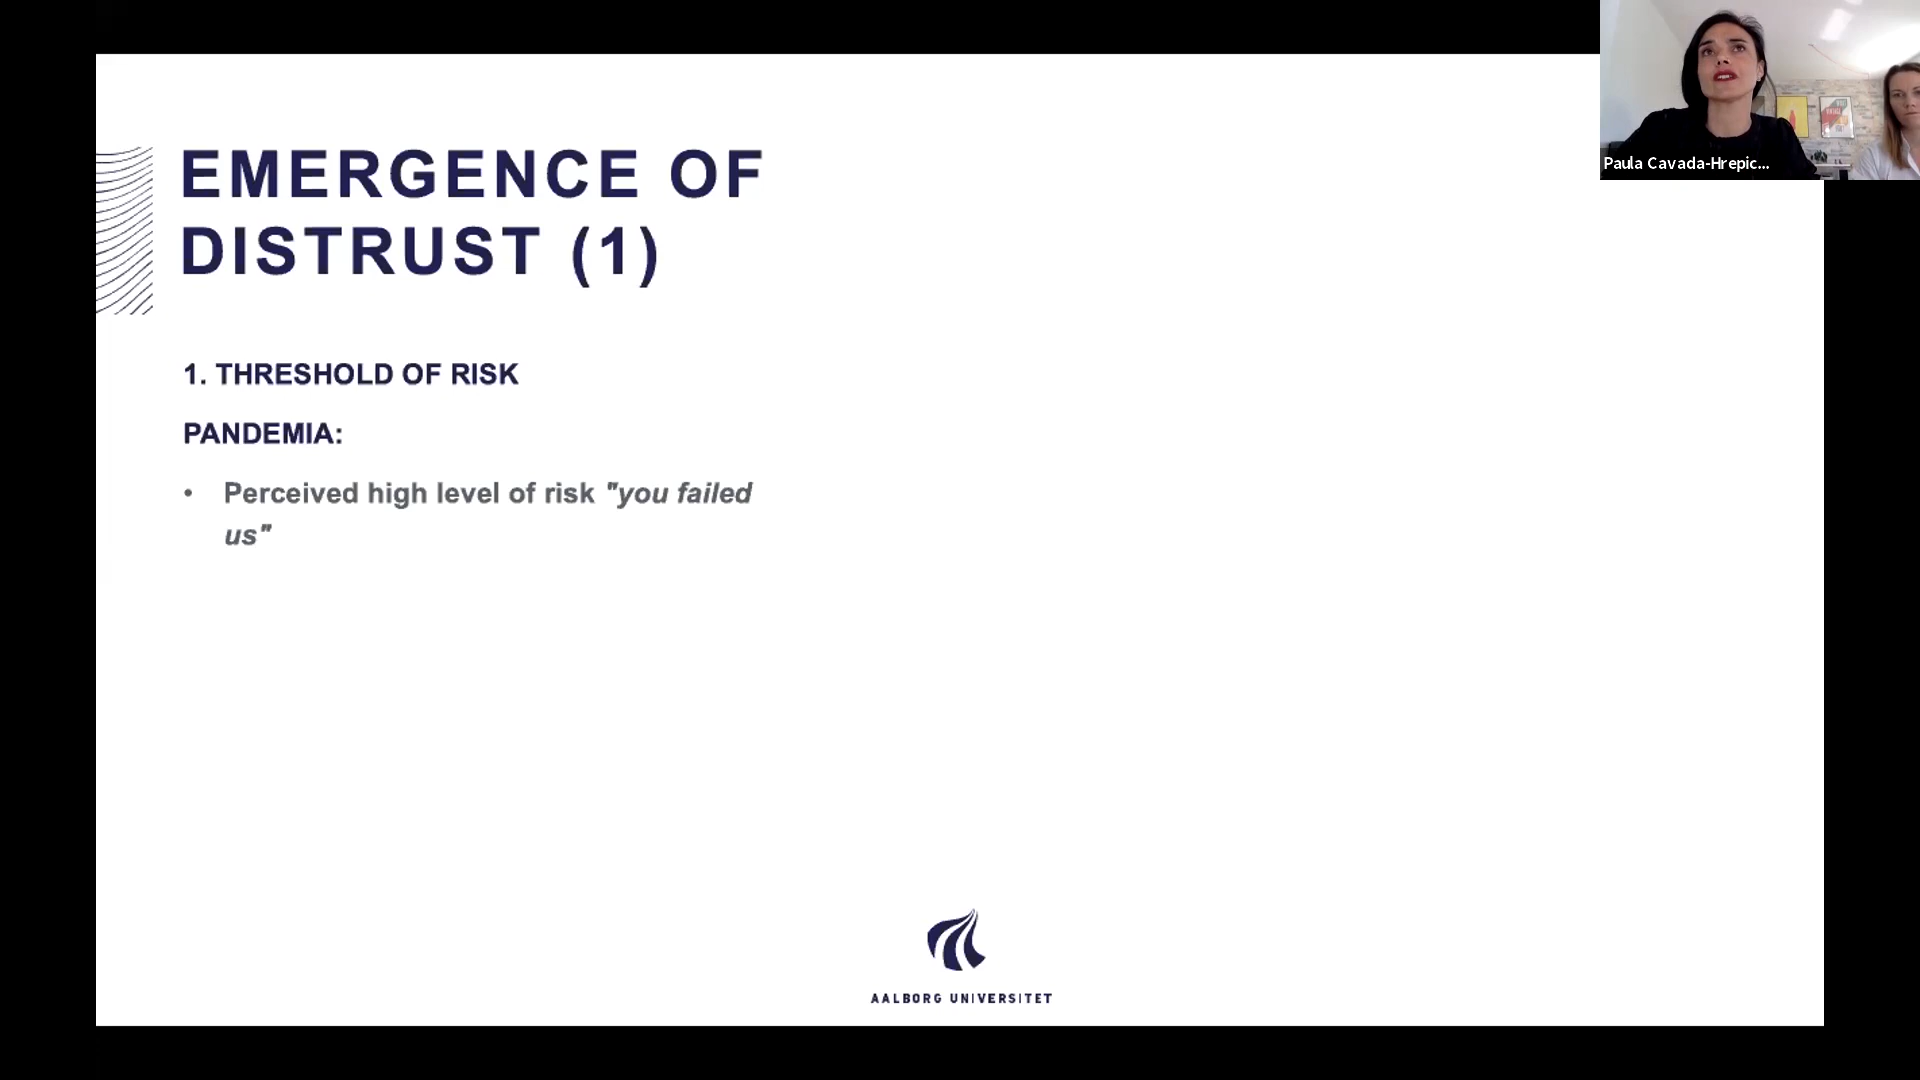 EMERGENCE OF
DISTRUST (1)
1. THRESHOLD OF RISK
PANDEMIA:
• Perceived high level of risk "you failed
us"
AALBORG UNIVERSITET
Paula Cavada-Hrepic...